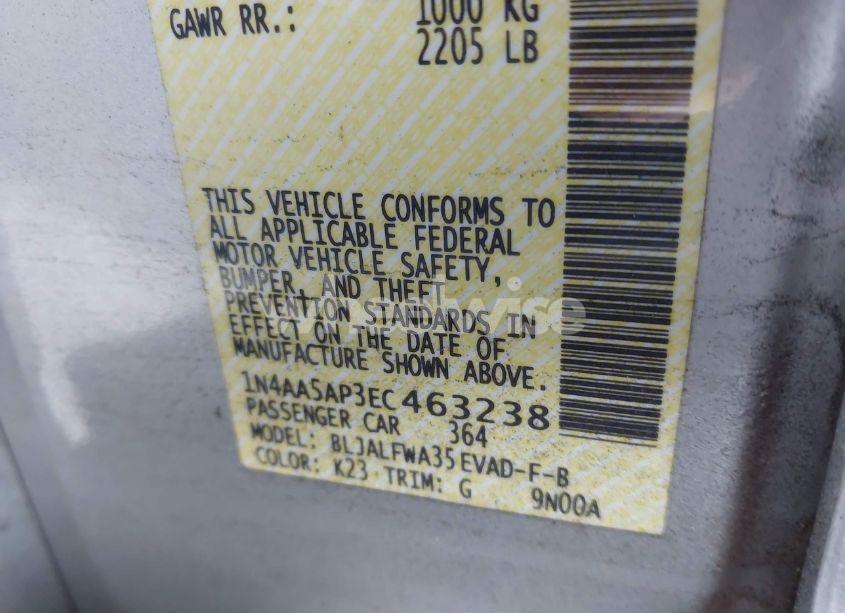 GAWR RR.: 1000 KG
2205 LB
THIS VEHICLE CONFORMS TO
ALL APPLICABLE FEDERAL
MOTOR VEHICLE SAFETY,
BUMPER, AND THEFT
PREVENTION STANDARDS IN
EFFECT ON THE DATE OF
MANUFACTURE SHOWN ABOVE.
1N4AA5AP3EC463238
PASSENGER CAR 364
MODEL: BLJALFWA35EVAD-F-B
COLOR: K23 TRIM: G 9N00A